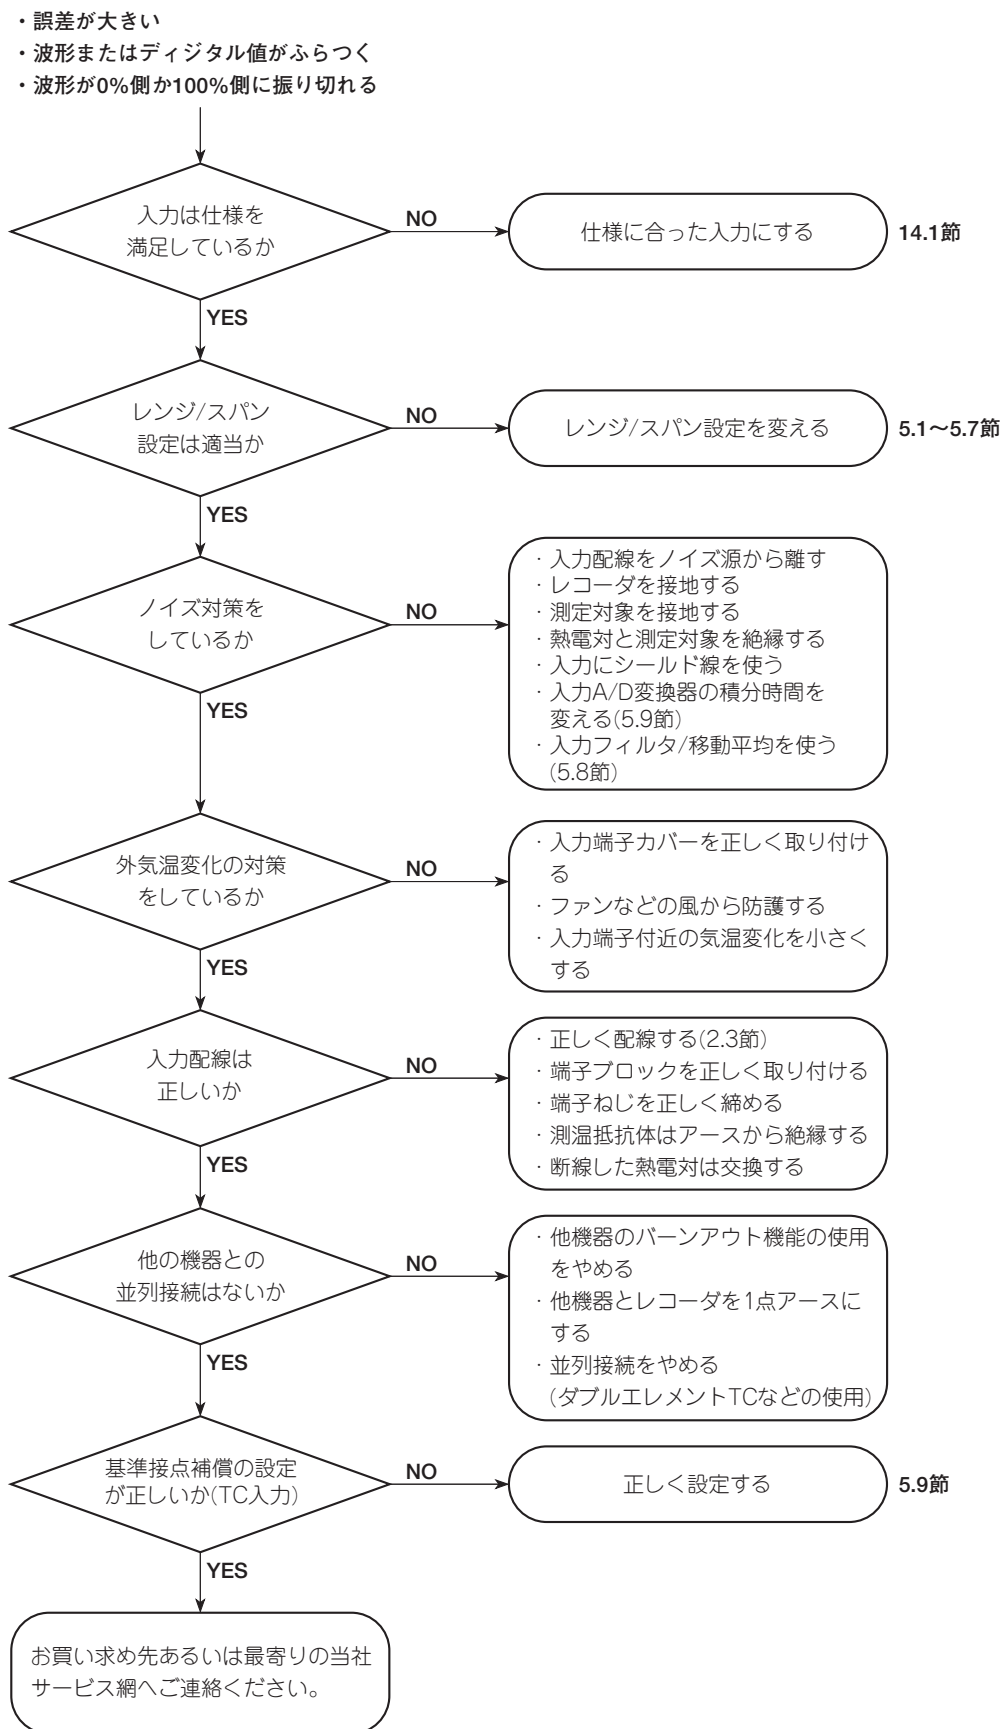 ・誤差が大きい
・波形またはディジタル値がふらつく
・波形が0%側か100%側に振り切れる
入力は仕様を
満足しているか
NO
仕様に合った入力にする
14.1節
YES
レンジ/スパン
設定は適当か
NO
レンジ/スパン設定を変える
5.1〜5.7節
YES
ノイズ対策を
しているか
NO
・入力配線をノイズ源から離す
・レコーダを接地する
・測定対象を接地する
・熱電対と測定対象を絶縁する
・入力にシールド線を使う
・入力A/D変換器の積分時間を
変える(5.9節)
・入力フィルタ/移動平均を使う
(5.8節)
YES
外気温変化の対策
をしているか
NO
・入力端子カバーを正しく取り付け
る
・ファンなどの風から防護する
・入力端子付近の気温変化を小さく
する
YES
入力配線は
正しいか
NO
・正しく配線する(2.3節)
・端子ブロックを正しく取り付ける
・端子ねじを正しく締める
・測温抵抗体はアースから絶縁する
・断線した熱電対は交換する
YES
他の機器との
並列接続はないか
NO
・他機器のバーンアウト機能の使用
をやめる
・他機器とレコーダを1点アースに
する
・並列接続をやめる
(ダブルエレメントTCなどの使用)
YES
基準接点補償の設定
が正しいか(TC入力)
NO
正しく設定する
5.9節
YES
お買い求め先あるいは最寄りの当社
サービス網へご連絡ください。